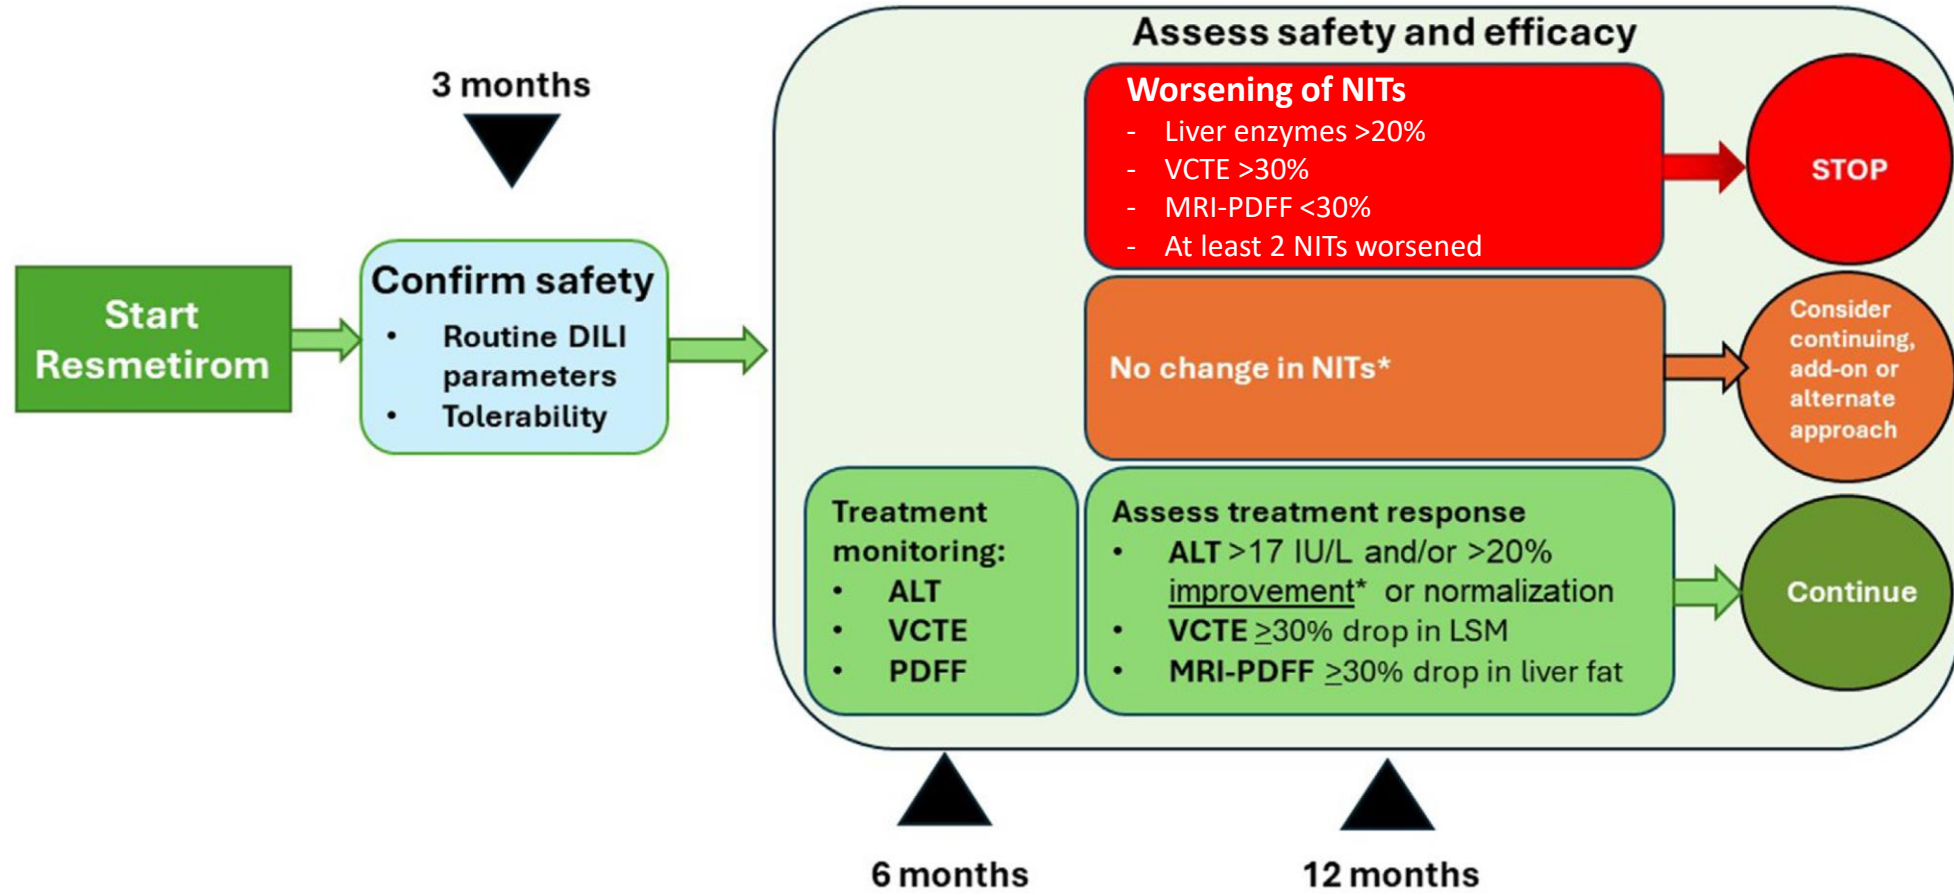 Assess safety and efficacy
3 months
Worsening of NITs
- Liver enzymes >20%
- VCTE >30%
- MRI-PDFF <30%
- At least 2 NITs worsened
STOP
Start
Resmetirom
Confirm safety
• Routine DILI
parameters
• Tolerability
No change in NITs*
Consider
continuing,
add-on or
alternate
approach
Treatment
monitoring:
• ALT
• VCTE
• PDFF
Assess treatment response
• ALT >17 IU/L and/or >20%
improvement* or normalization
• VCTE ≥30% drop in LSM
• MRI-PDFF ≥30% drop in liver fat
Continue
6 months
12 months